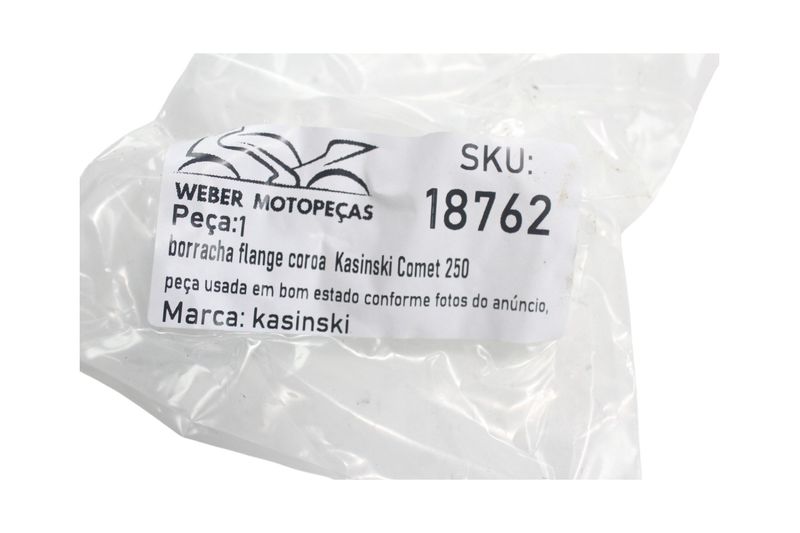 WEBER MOTOPEÇAS
SKU:
18762
Peça:1
borracha flange coroa Kasinski Comet 250
peça usada em bom estado conforme fotos do anúncio,
Marca: kasinski